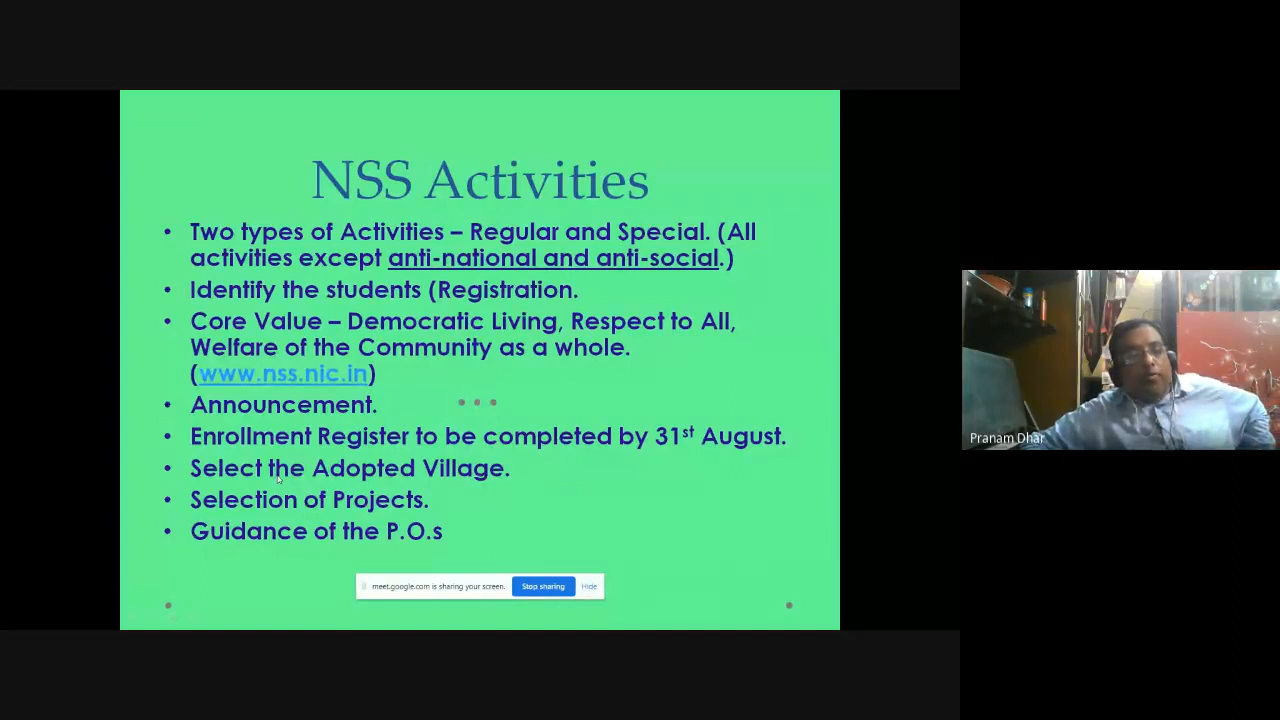 NSS Activities
• Two types of Activities – Regular and Special. (All
activities except anti-national and anti-social.)
• Identify the students (Registration.
• Core Value – Democratic Living, Respect to All,
Welfare of the Community as a whole.
(www.nss.nic.in)
• Announcement.
• Enrollment Register to be completed by 31st August.
• Select the Adopted Village.
• Selection of Projects.
• Guidance of the P.O.s
meet.google.com is sharing your screen. Stop sharing Hide
Pranam Dhar